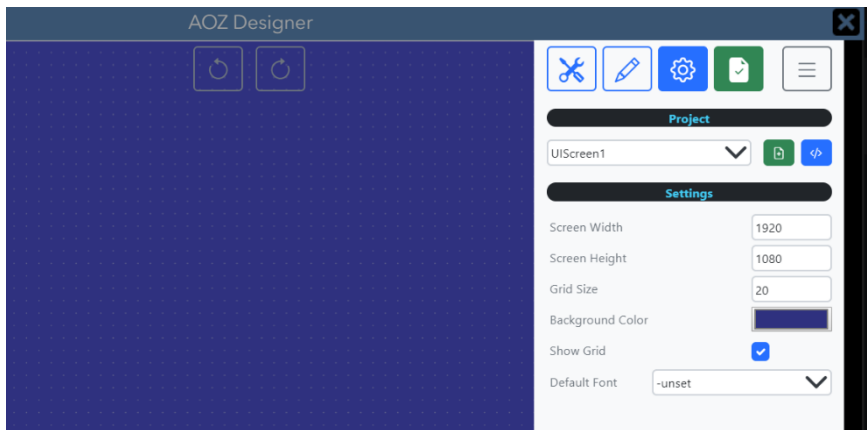 AOZ Designer
Project
UIScreen1
Settings
Screen Width 1920
Screen Height 1080
Grid Size 20
Background Color
Show Grid
Default Font -unset